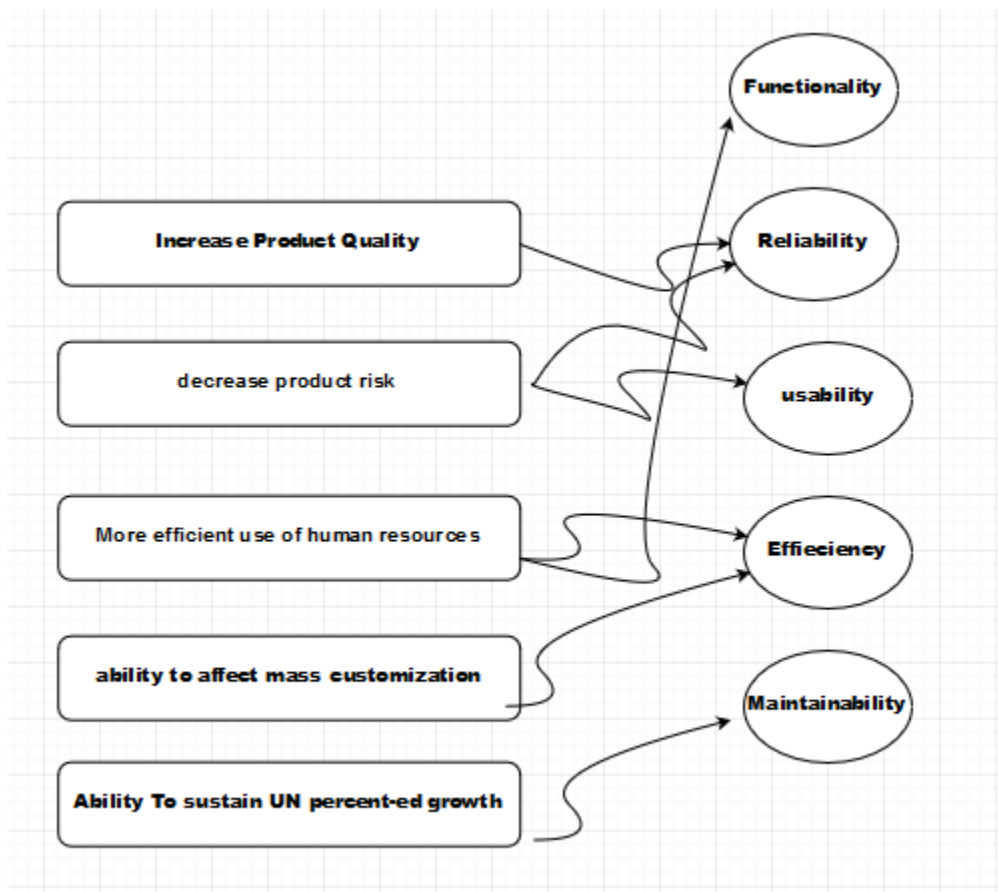 Functionality
Increase Product Quality
Reliability
decrease product risk
usability
More efficient use of human resources
Effieciency
ability to affect mass customization
Maintainability
Ability To sustain UN percent-ed growth